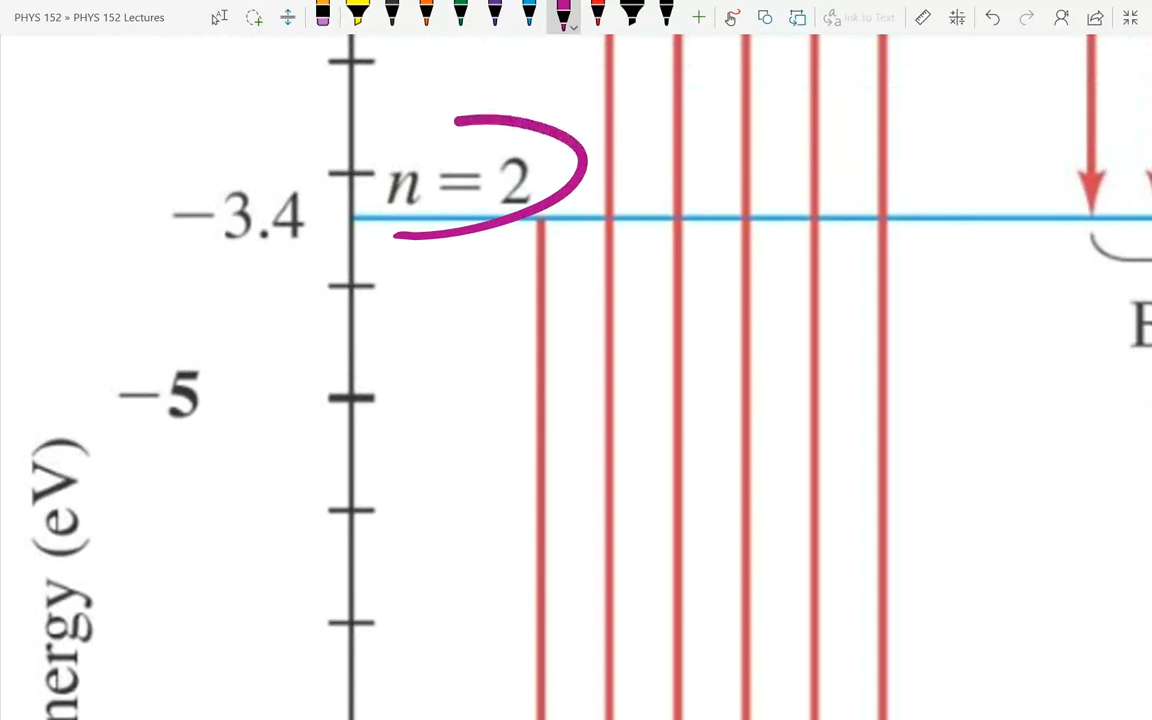 PHYS 152 » PHYS 152 Lectures
Ink to Text
n = 2
−3.4
−5
nergy (eV)